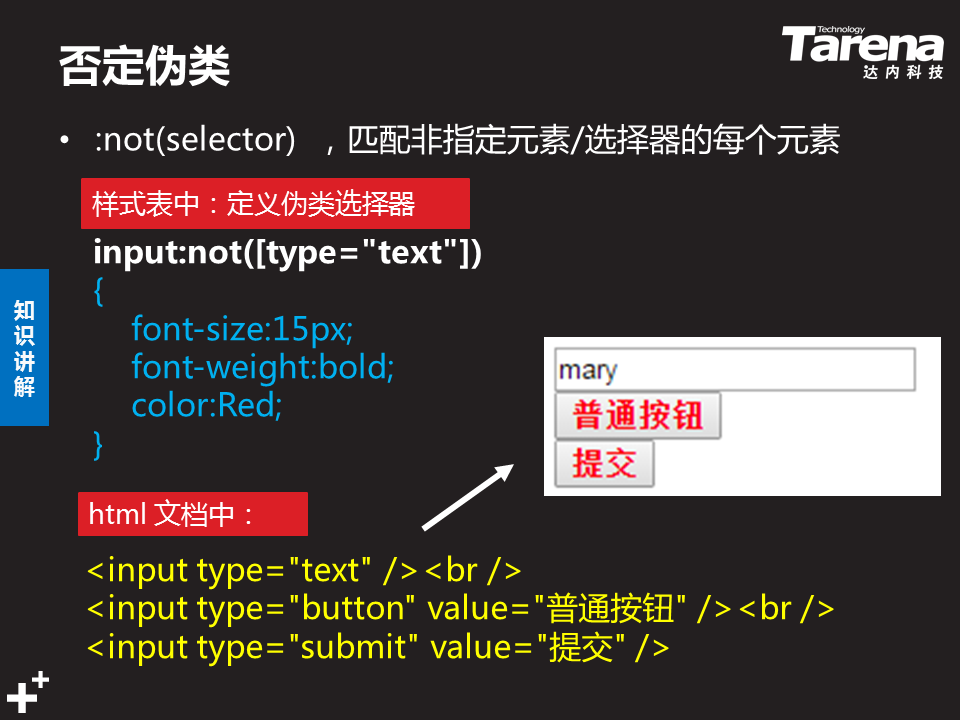 否定伪类
Technology
Tarena
达内科技
• :not(selector) ，匹配非指定元素/选择器的每个元素
样式表中：定义伪类选择器
input:not([type="text"])
{
font-size:15px;
font-weight:bold;
color:Red;
}
知识讲解
mary
普通按钮
提交
html 文档中：
<input type="text" /><br />
<input type="button" value="普通按钮" /><br />
<input type="submit" value="提交" />